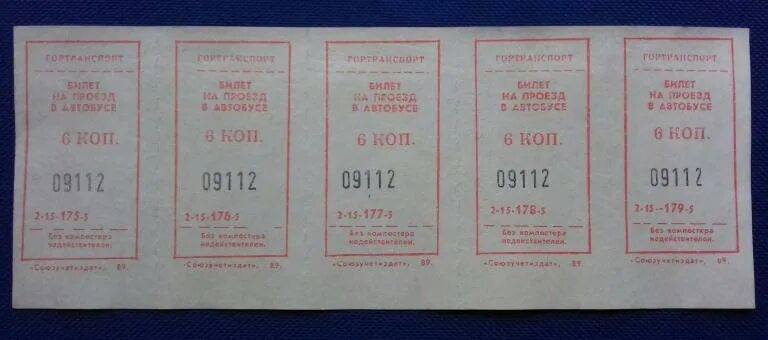 ГОРТРАНСПОРТ
БИЛЕТ
НА ПРОЕЗД
В АВТОБУСЕ
6 КОП.
09112
2-15-175-5
Без компостера
недействителен.
«Союзучетиздат», 89.
ГОРТРАНСПОРТ
БИЛЕТ
НА ПРОЕЗД
В АВТОБУСЕ
6 КОП.
09112
2-15-176-5
Без компостера
недействителен.
«Союзучетиздат», 89.
ГОРТРАНСПОРТ
БИЛЕТ
НА ПРОЕЗД
В АВТОБУСЕ
6 КОП.
09112
2-15-177-5
Без компостера
недействителен.
«Союзучетиздат», 89.
ГОРТРАНСПОРТ
БИЛЕТ
НА ПРОЕЗД
В АВТОБУСЕ
6 КОП.
09112
2-15-178-5
Без компостера
недействителен.
«Союзучетиздат», 89.
ГОРТРАНСПОРТ
БИЛЕТ
НА ПРОЕЗД
В АВТОБУСЕ
6 КОП.
09112
2-15--179-5
Без компостера
недействителен.
«Союзучетиздат», 89.